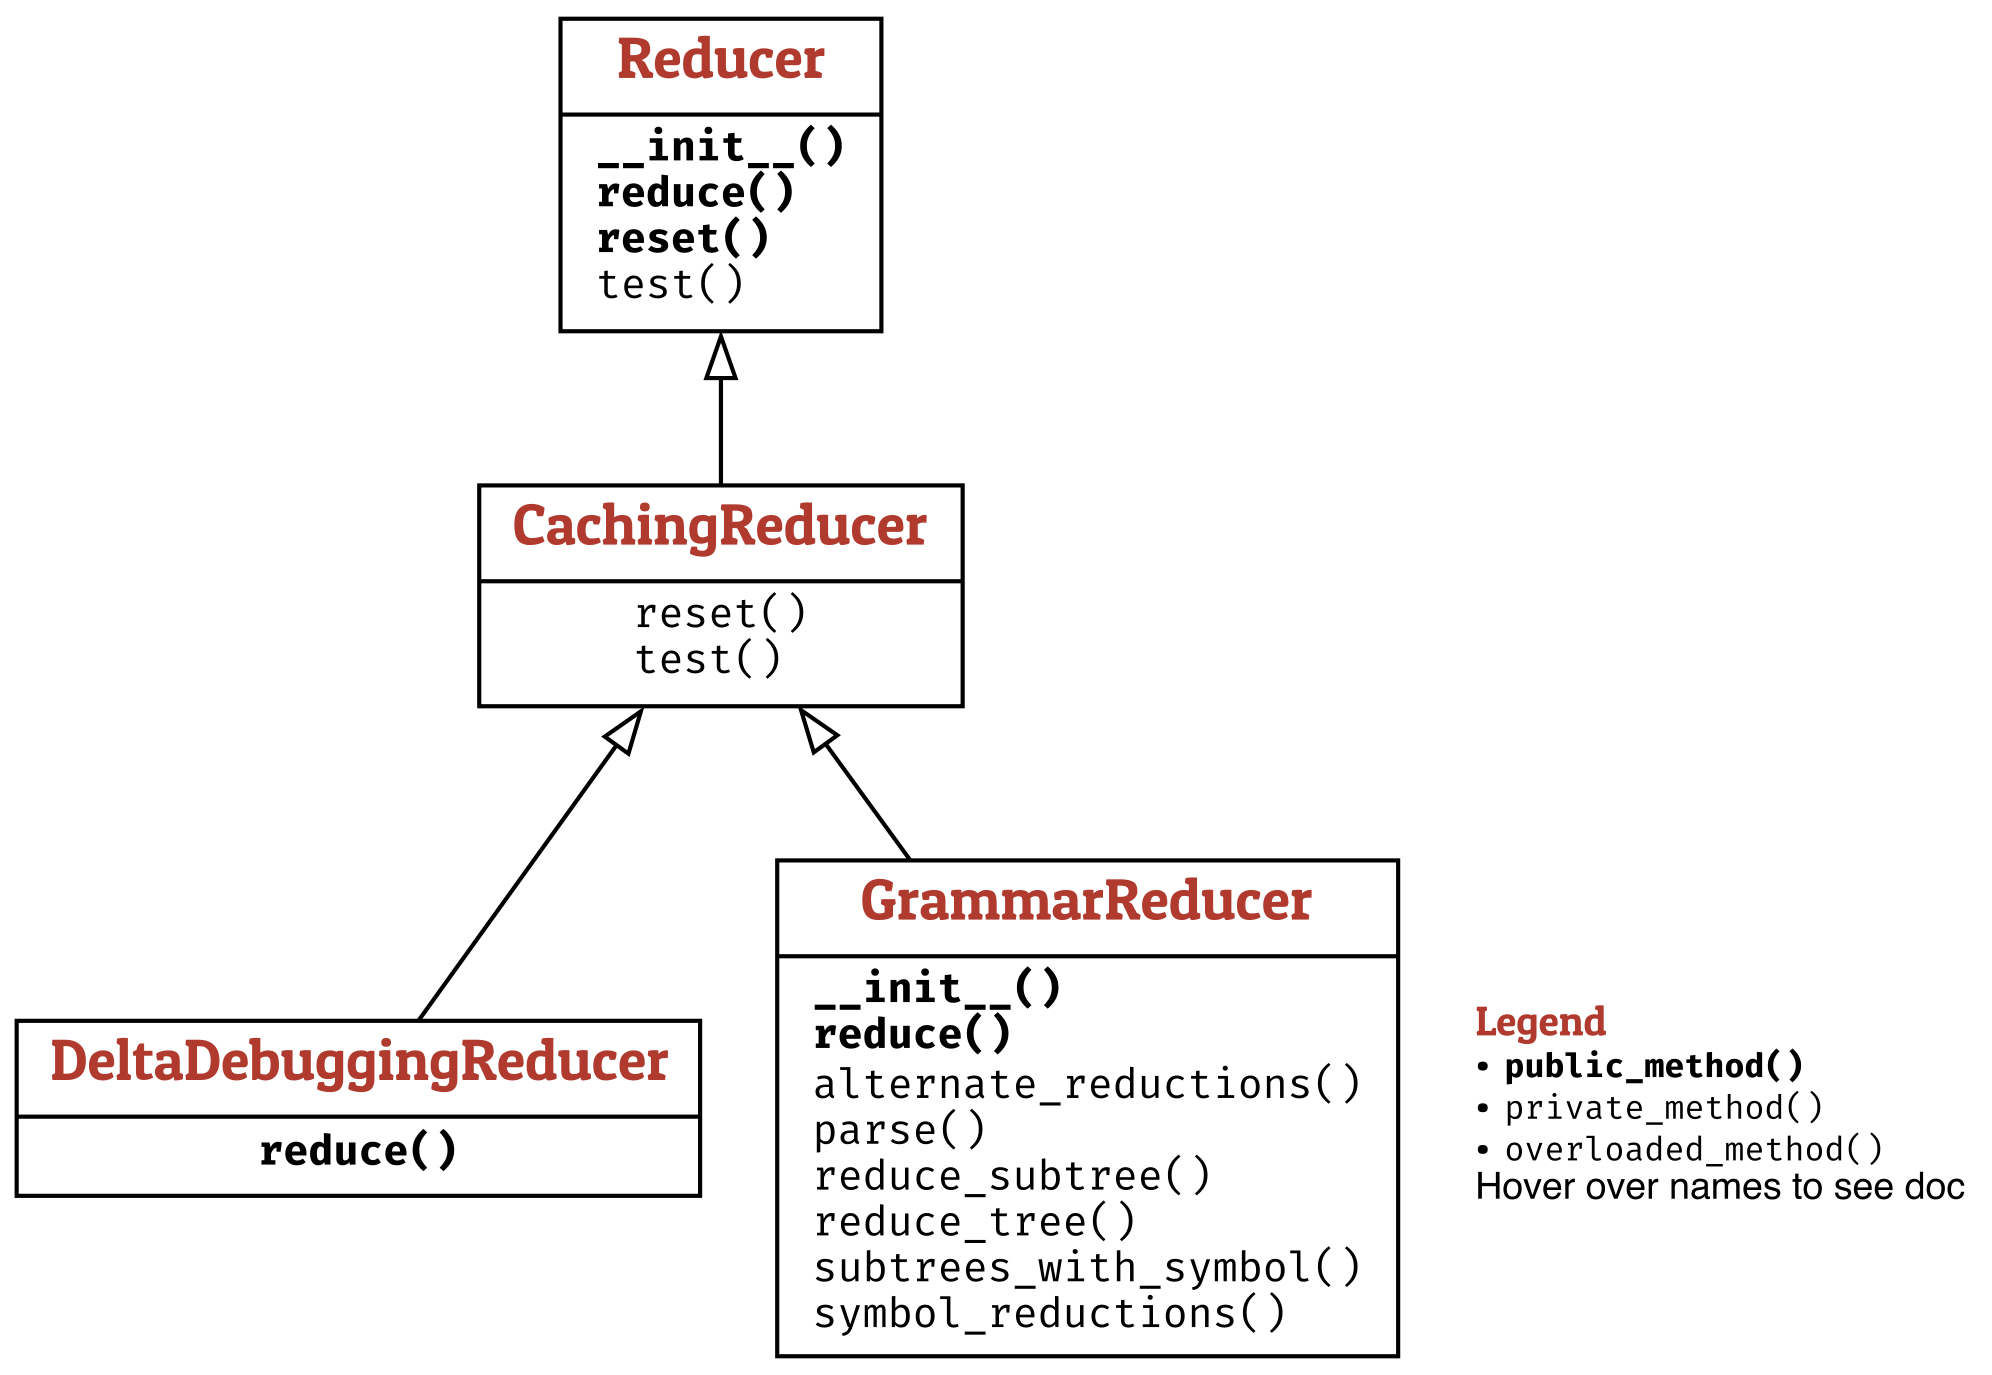 Reducer
__init__()
reduce()
reset()
test()
CachingReducer
reset()
test()
DeltaDebuggingReducer
reduce()
GrammarReducer
__init__()
reduce()
alternate_reductions()
parse()
reduce_subtree()
reduce_tree()
subtrees_with_symbol()
symbol_reductions()
Legend
• public_method()
• private_method()
• overloaded_method()
Hover over names to see doc